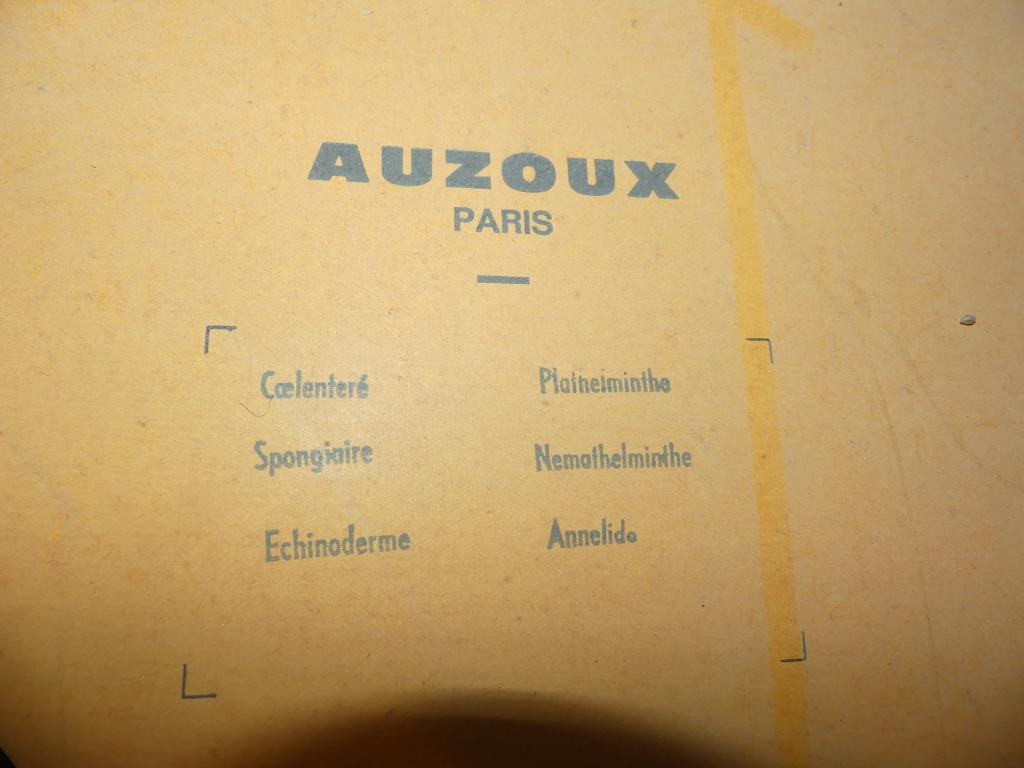 AUZOUX
PARIS
Cœlenteré Plathelminthe
Spongiaire Nemathelminthe
Echinoderme Annelide